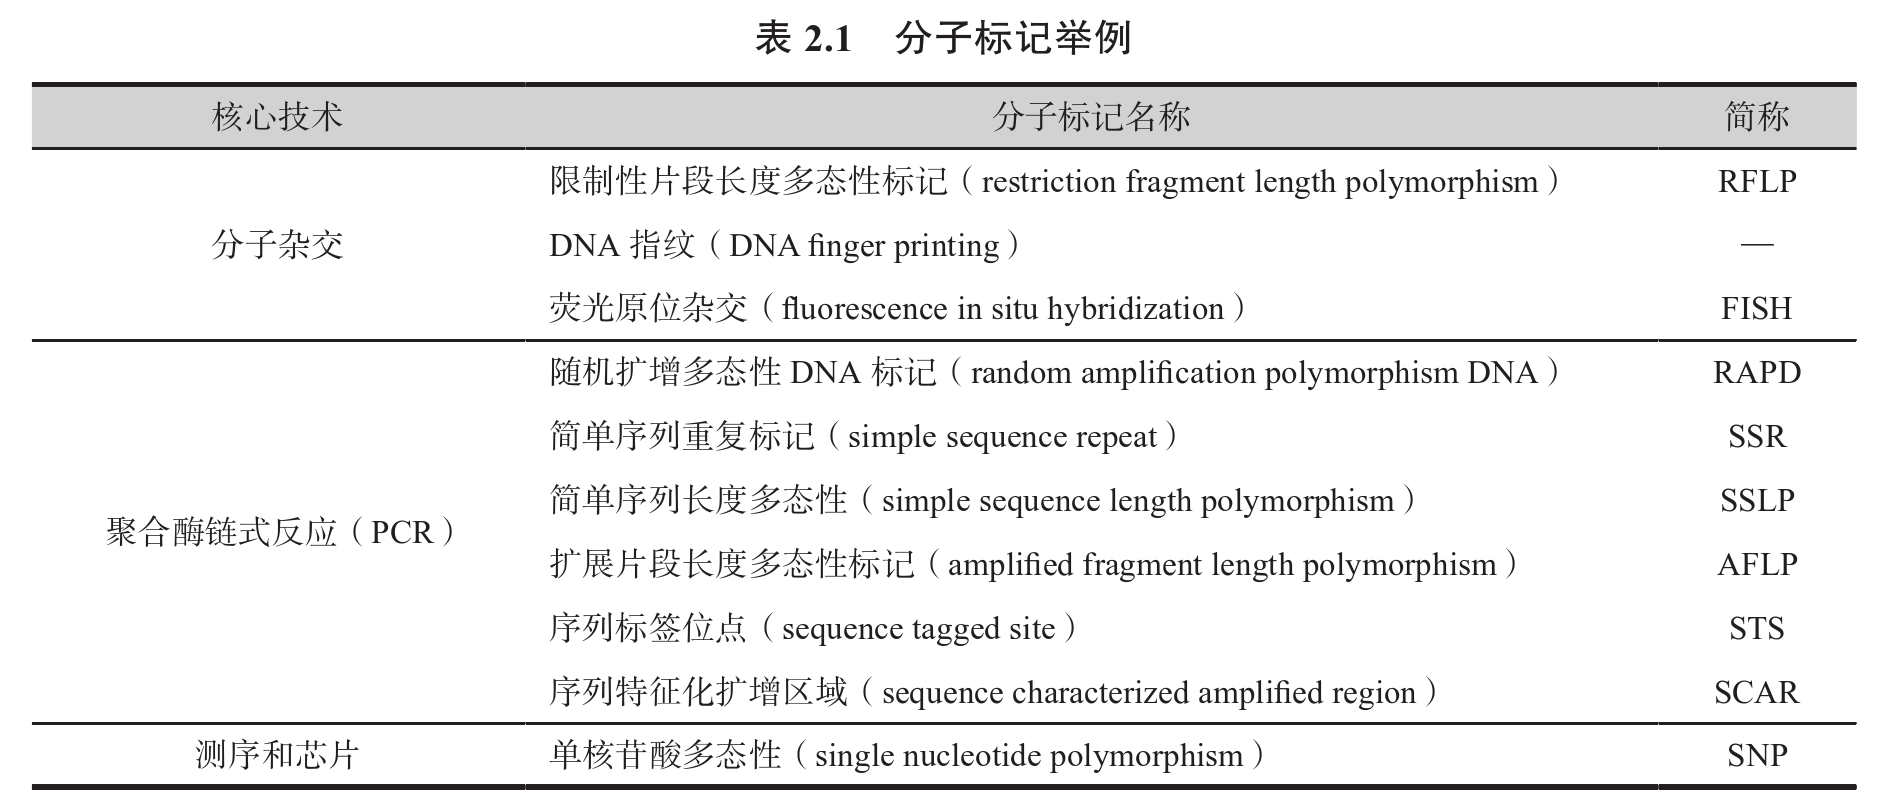 表 2.1 分子标记举例
核心技术 分子标记名称 简称
限制性片段长度多态性标记（restriction fragment length polymorphism） RFLP
分子杂交 DNA 指纹（DNA finger printing） —
荧光原位杂交（fluorescence in situ hybridization） FISH
随机扩增多态性 DNA 标记（random amplification polymorphism DNA） RAPD
简单序列重复标记（simple sequence repeat） SSR
简单序列长度多态性（simple sequence length polymorphism） SSLP
聚合酶链式反应（PCR）
扩展片段长度多态性标记（amplified fragment length polymorphism） AFLP
序列标签位点（sequence tagged site） STS
序列特征化扩增区域（sequence characterized amplified region） SCAR
测序和芯片 单核苷酸多态性（single nucleotide polymorphism） SNP